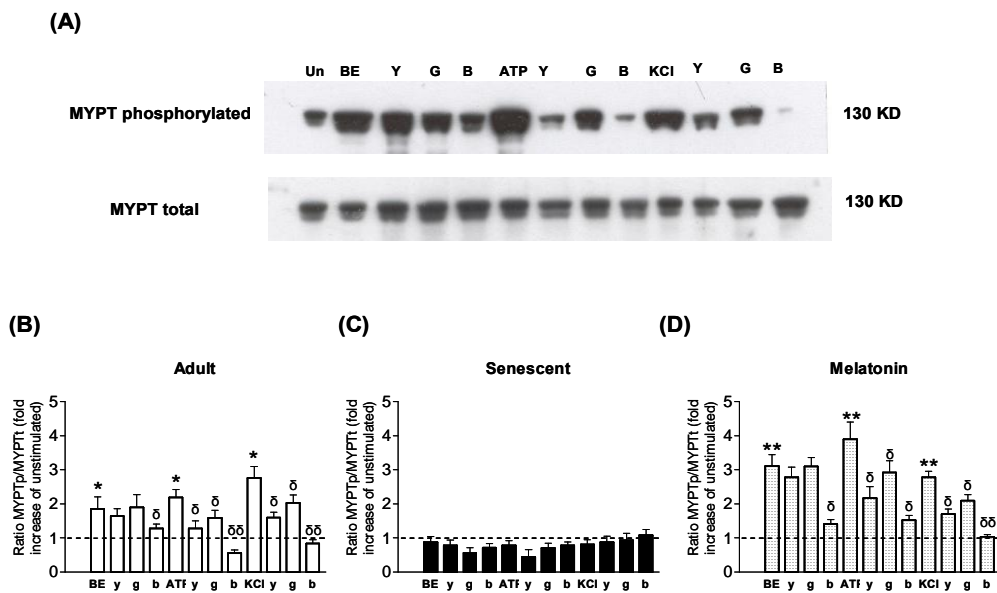 (A)
Un BE Y G B ATP Y G B KCl Y G B
MYPT phosphorylated 130 KD
MYPT total 130 KD
(B)
Adult
Ratio MYPTp/MYPTt (fold
increase of unstimulated)
5
4
3
2
1
0
* * * δ δ δ δδ δ δ δδ
BE y g b ATP y g b KCl y g b
(C)
Senescent
Ratio MYPTp/MYPTt (fold
increase of unstimulated)
5
4
3
2
1
0
BE y g b ATP y g b KCl y g b
(D)
Melatonin
Ratio MYPTp/MYPTt (fold
increase of unstimulated)
5
4
3
2
1
0
** ** ** δ δ δ δ δ δ δδ
BE y g b ATP y g b KCl y g b